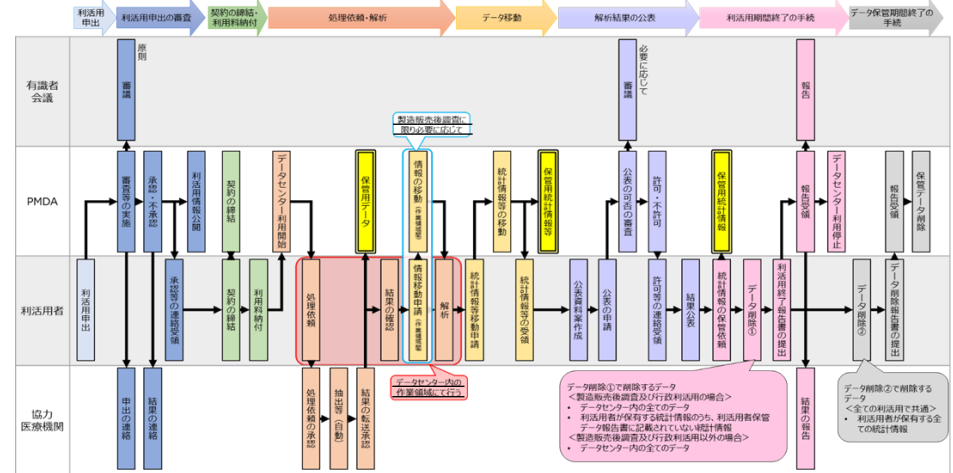 利活用
申出
利活用申出の審査
契約の締結・
利用料納付
処理依頼・解析
データ移動
解析結果の公表
利活用期間終了の手続
データ保管期間終了の
手続
有識者
会議
審議
原則
審議
必要に応じて
報告
製造販売後調査に
限り必要に応じて
PMDA
審査等の実施
承認・不承認
利活用情報公開
契約の締結
データセンター利用開始
保管用データ
情報の移動(作業領域間)
統計情報等の移動
保管用統計情報等
公表の可否の審査
許可・不許可
保管用統計情報
報告受領
データセンター利用停止
報告受領
保管データ削除
利活用者
利活用申出
承認等の連絡受領
契約の締結
利用料納付
処理依頼
結果の確認
情報移動申請(作業領域間)
解析
統計情報等移動申請
統計情報等の受領
公表資料案作成
公表の申請
許可等の連絡受領
結果公表
統計情報の保管依頼
データ削除①
利活用終了報告書の提出
データ削除②
データ削除報告書の提出
データセンター内の
作業領域にて行う
協力
医療機関
申出の連絡
結果の連絡
処理依頼の承認
抽出等(自動)
結果の転送承認
結果の報告
データ削除①で削除するデータ
<製造販売後調査及び行政利活用の場合>
• データセンター内の全てのデータ
• 利活用者が保有する統計情報のうち、利活用者保管
データ報告書に記載されていない統計情報
<製造販売後調査及び行政利活用以外の場合>
• データセンター内の全てのデータ
データ削除②で削除する
データ
<全ての利活用で共通>
• 利活用者が保有する全
ての統計情報